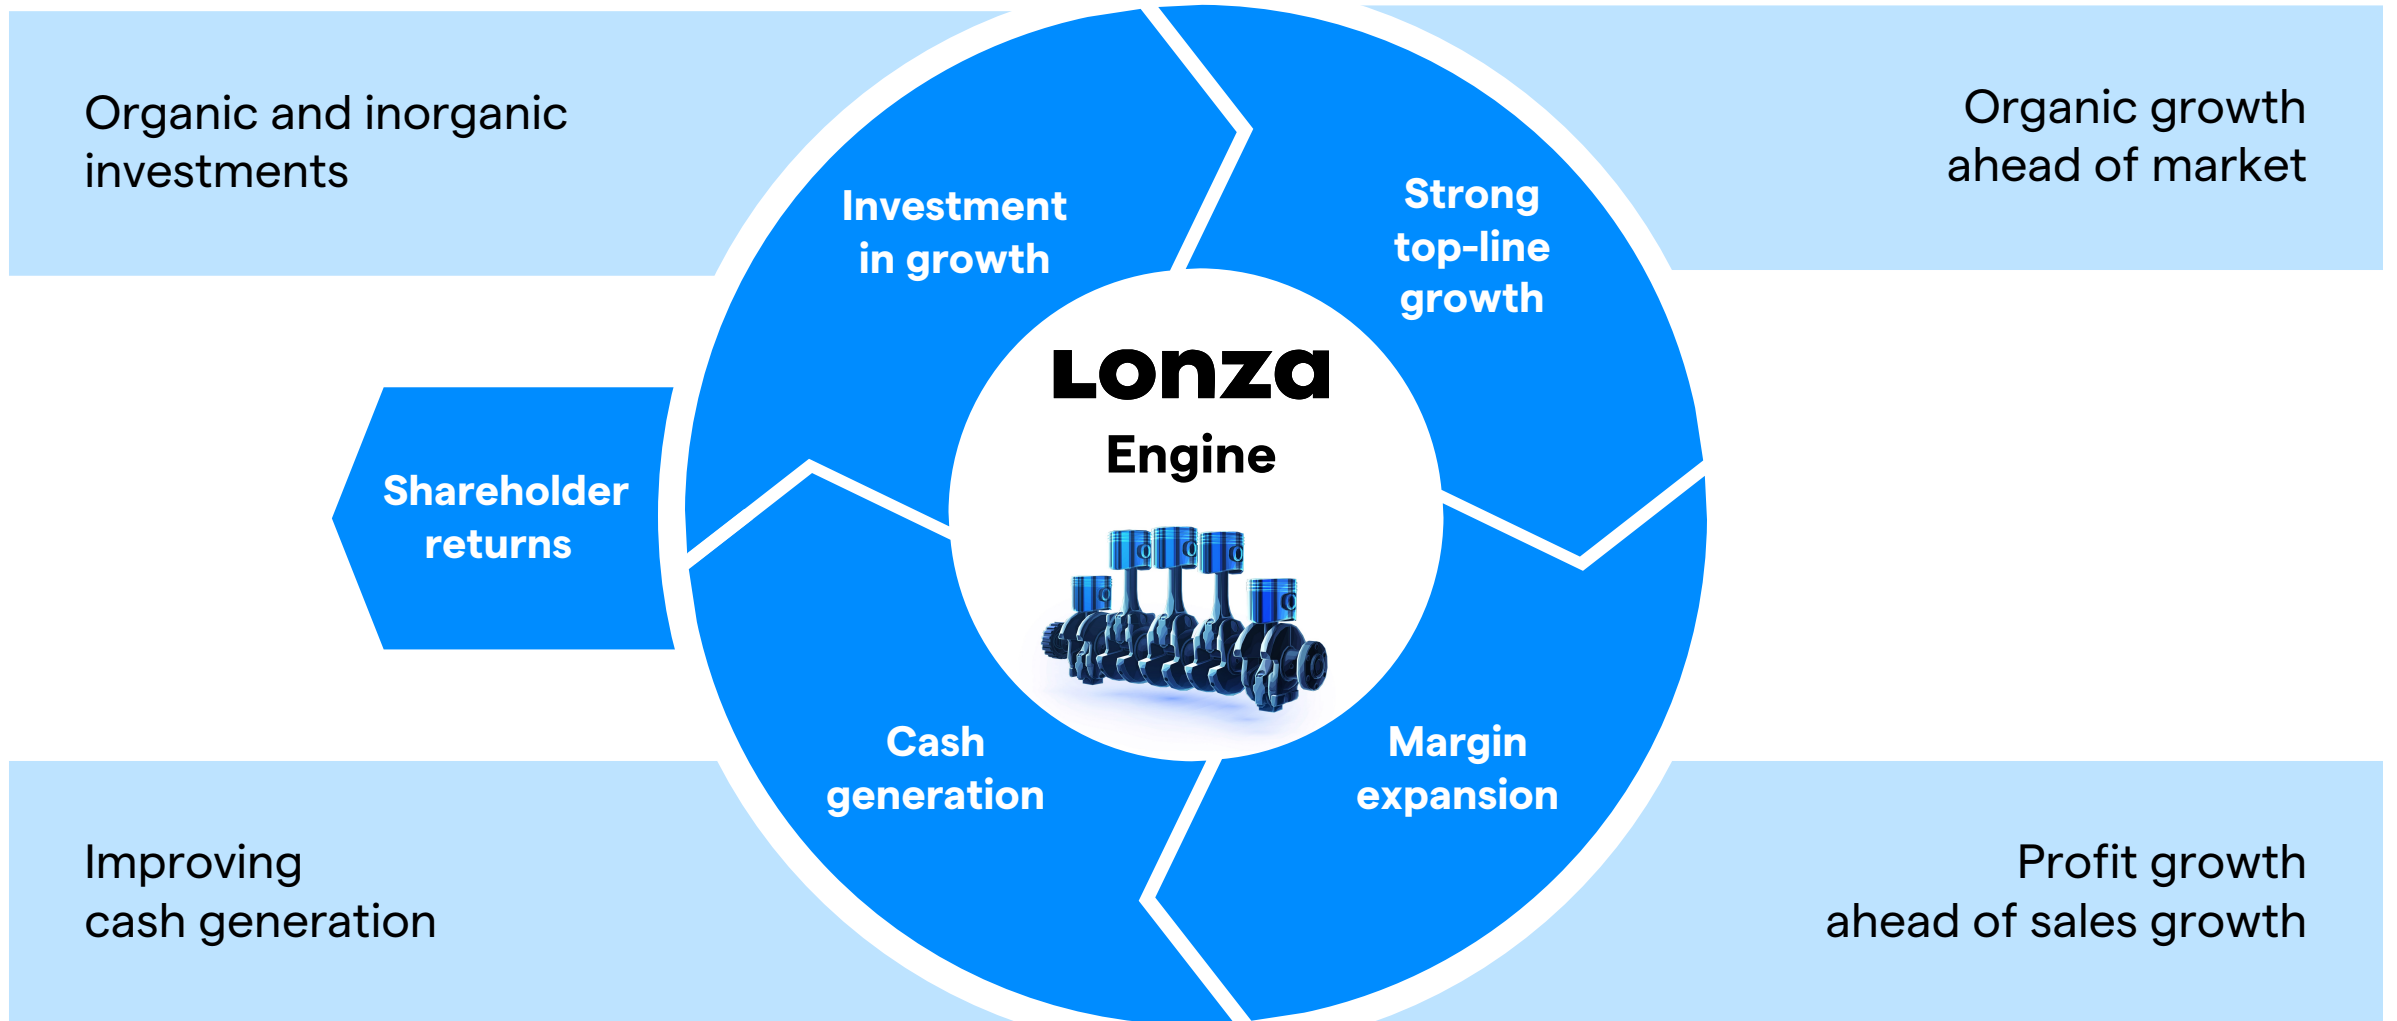 Organic and inorganic
investments
Organic growth
ahead of market
Investment
in growth
Strong
top-line
growth
Lonza
Engine
Shareholder
returns
Cash
generation
Margin
expansion
Improving
cash generation
Profit growth
ahead of sales growth